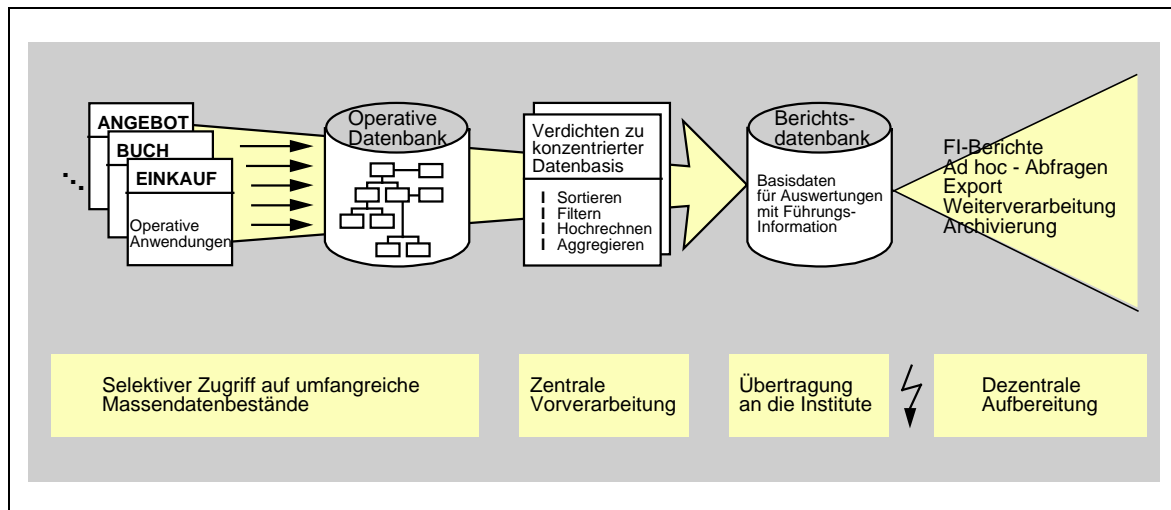 ANGEBOT
BUCH
EINKAUF
Operative
Anwendungen
Operative
Datenbank
Verdichten zu
konzentrierter
Datenbasis
Sortieren
Filtern
Hochrechnen
Aggregieren
Berichts-
datenbank
Basisdaten
für Auswertungen
mit Führungs-
Information
FI-Berichte
Ad hoc - Abfragen
Export
Weiterverarbeitung
Archivierung
Selektiver Zugriff auf umfangreiche
Massendatenbestände
Zentrale
Vorverarbeitung
Übertragung
an die Institute
Dezentrale
Aufbereitung